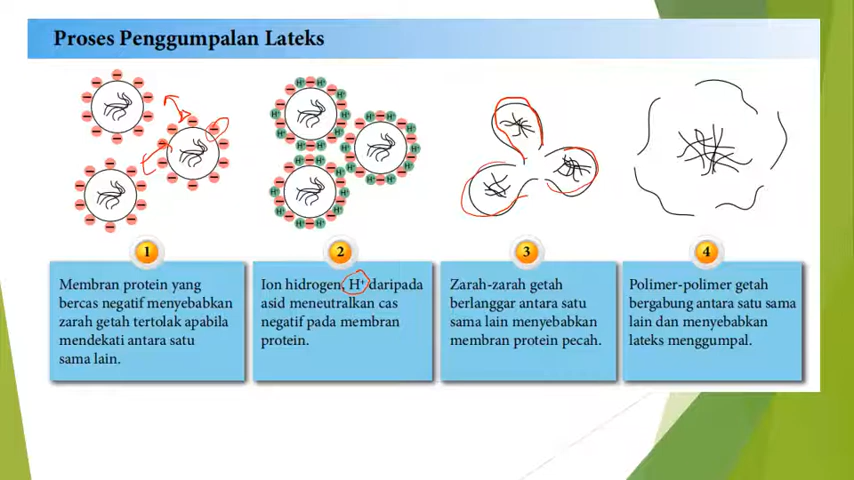 Proses Penggumpalan Lateks
1
Membran protein yang
bercas negatif menyebabkan
zarah getah tertolak apabila
mendekati antara satu
sama lain.
2
Ion hidrogen, H⁺ daripada
asid meneutralkan cas
negatif pada membran
protein.
3
Zarah-zarah getah
berlanggar antara satu
sama lain menyebabkan
membran protein pecah.
4
Polimer-polimer getah
bergabung antara satu sama
lain dan menyebabkan
lateks menggumpal.